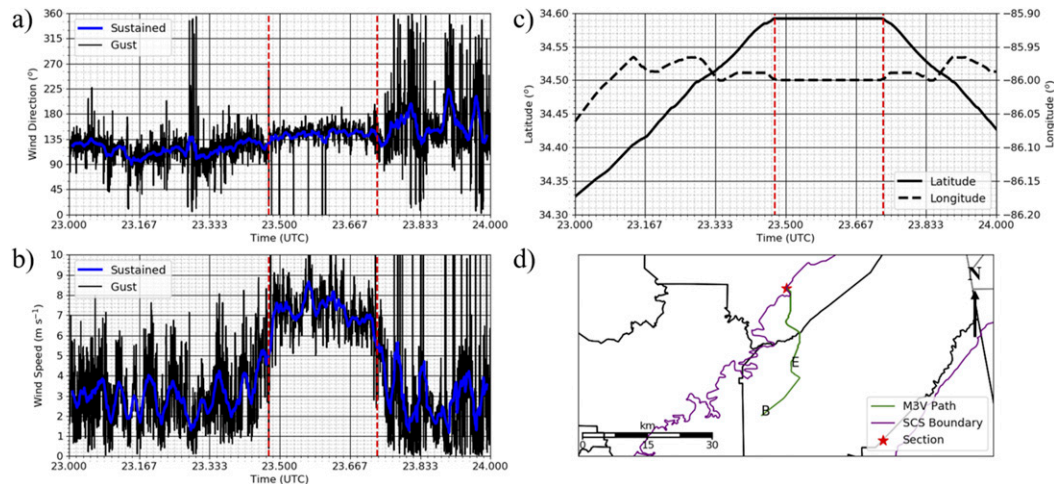 a)
360
315
270
225
180
135
90
45
0
Wind Direction (°)
Sustained
Gust
23.000 23.167 23.333 23.500 23.667 23.833 24.000
Time (UTC)
c)
34.60
34.55
34.50
34.45
34.40
34.35
34.30
Latitude (°)
−85.90
−85.95
−86.00
−86.05
−86.10
−86.15
−86.20
Longitude (°)
Latitude
Longitude
23.000 23.167 23.333 23.500 23.667 23.833 24.000
Time (UTC)
b)
10
9
8
7
6
5
4
3
2
1
0
Wind Speed (m s⁻¹)
Sustained
Gust
23.000 23.167 23.333 23.500 23.667 23.833 24.000
Time (UTC)
d)
N
E
B
km
0 15 30
M3V Path
SCS Boundary
Section